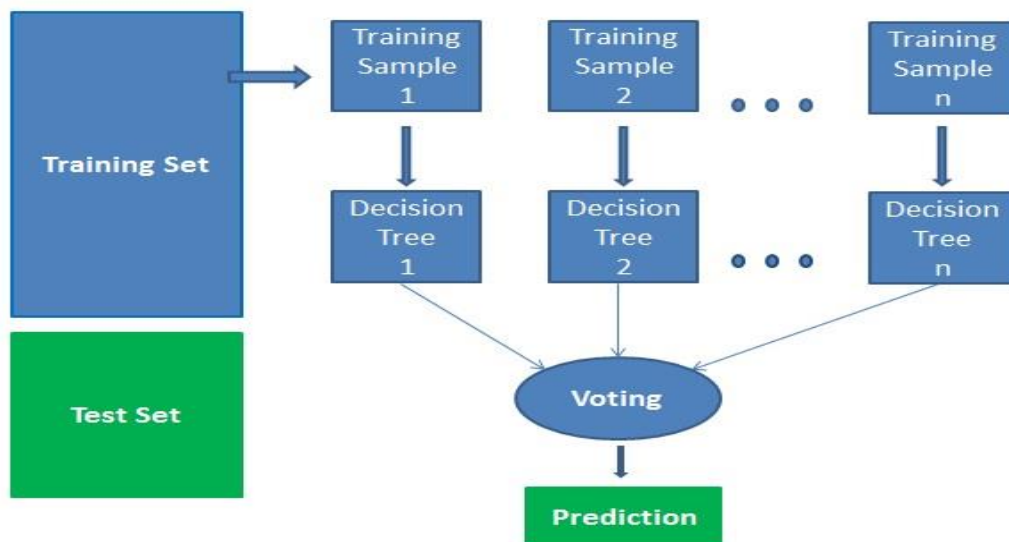 Training Set
Training
Sample
1
Training
Sample
2
Training
Sample
n
Decision
Tree
1
Decision
Tree
2
Decision
Tree
n
Test Set
Voting
Prediction